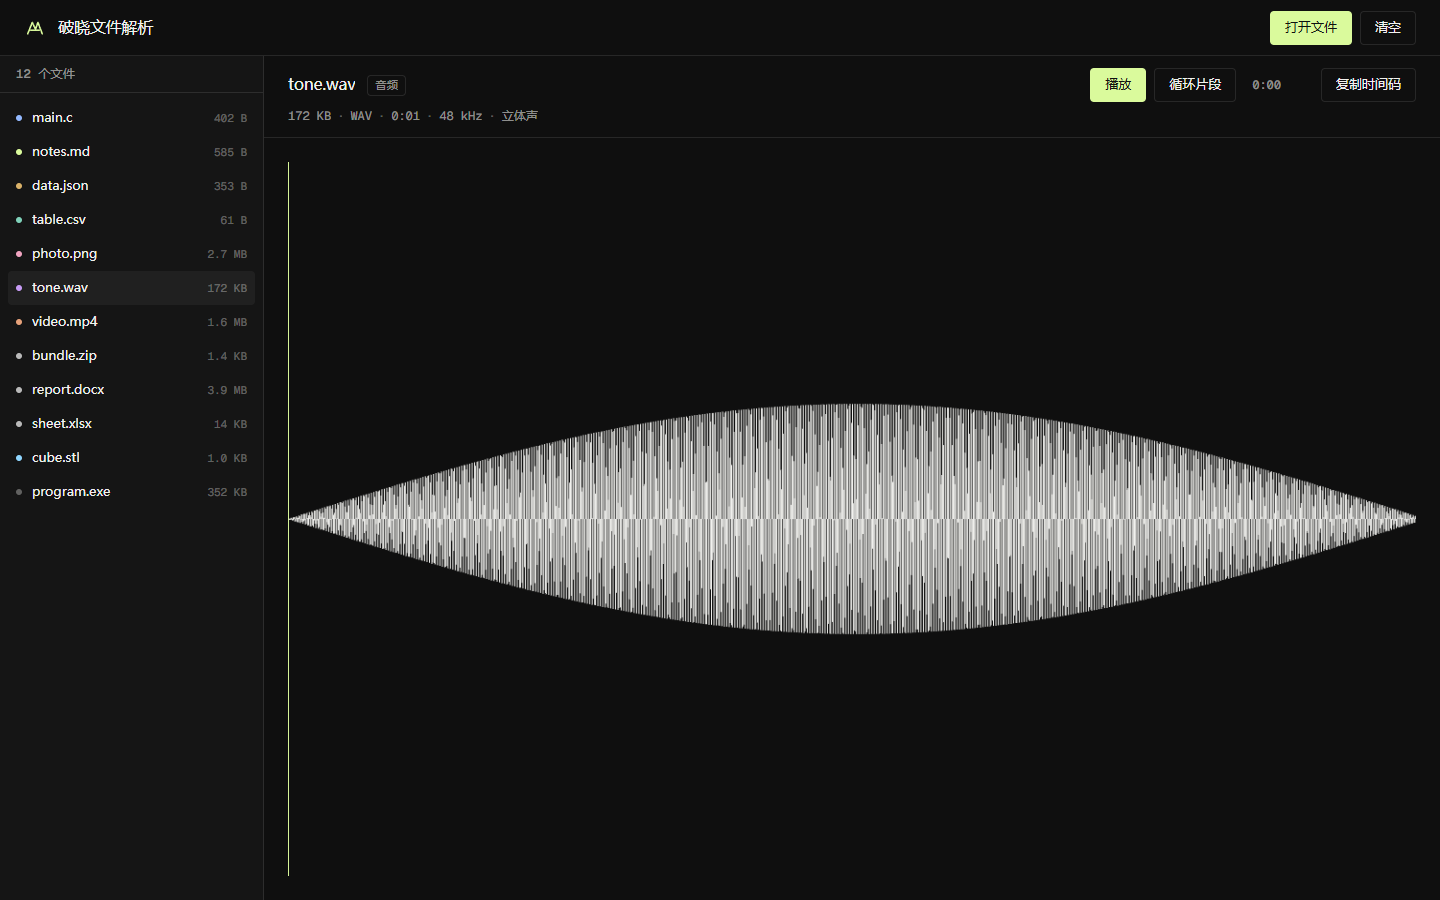 破晓文件解析
打开文件
清空
12 个文件
main.c 402 B
notes.md 585 B
data.json 353 B
table.csv 61 B
photo.png 2.7 MB
tone.wav 172 KB
video.mp4 1.6 MB
bundle.zip 1.4 KB
report.docx 3.9 MB
sheet.xlsx 14 KB
cube.stl 1.0 KB
program.exe 352 KB
tone.wav 音频
播放
循环片段
0:00
复制时间码
172 KB · WAV · 0:01 · 48 kHz · 立体声